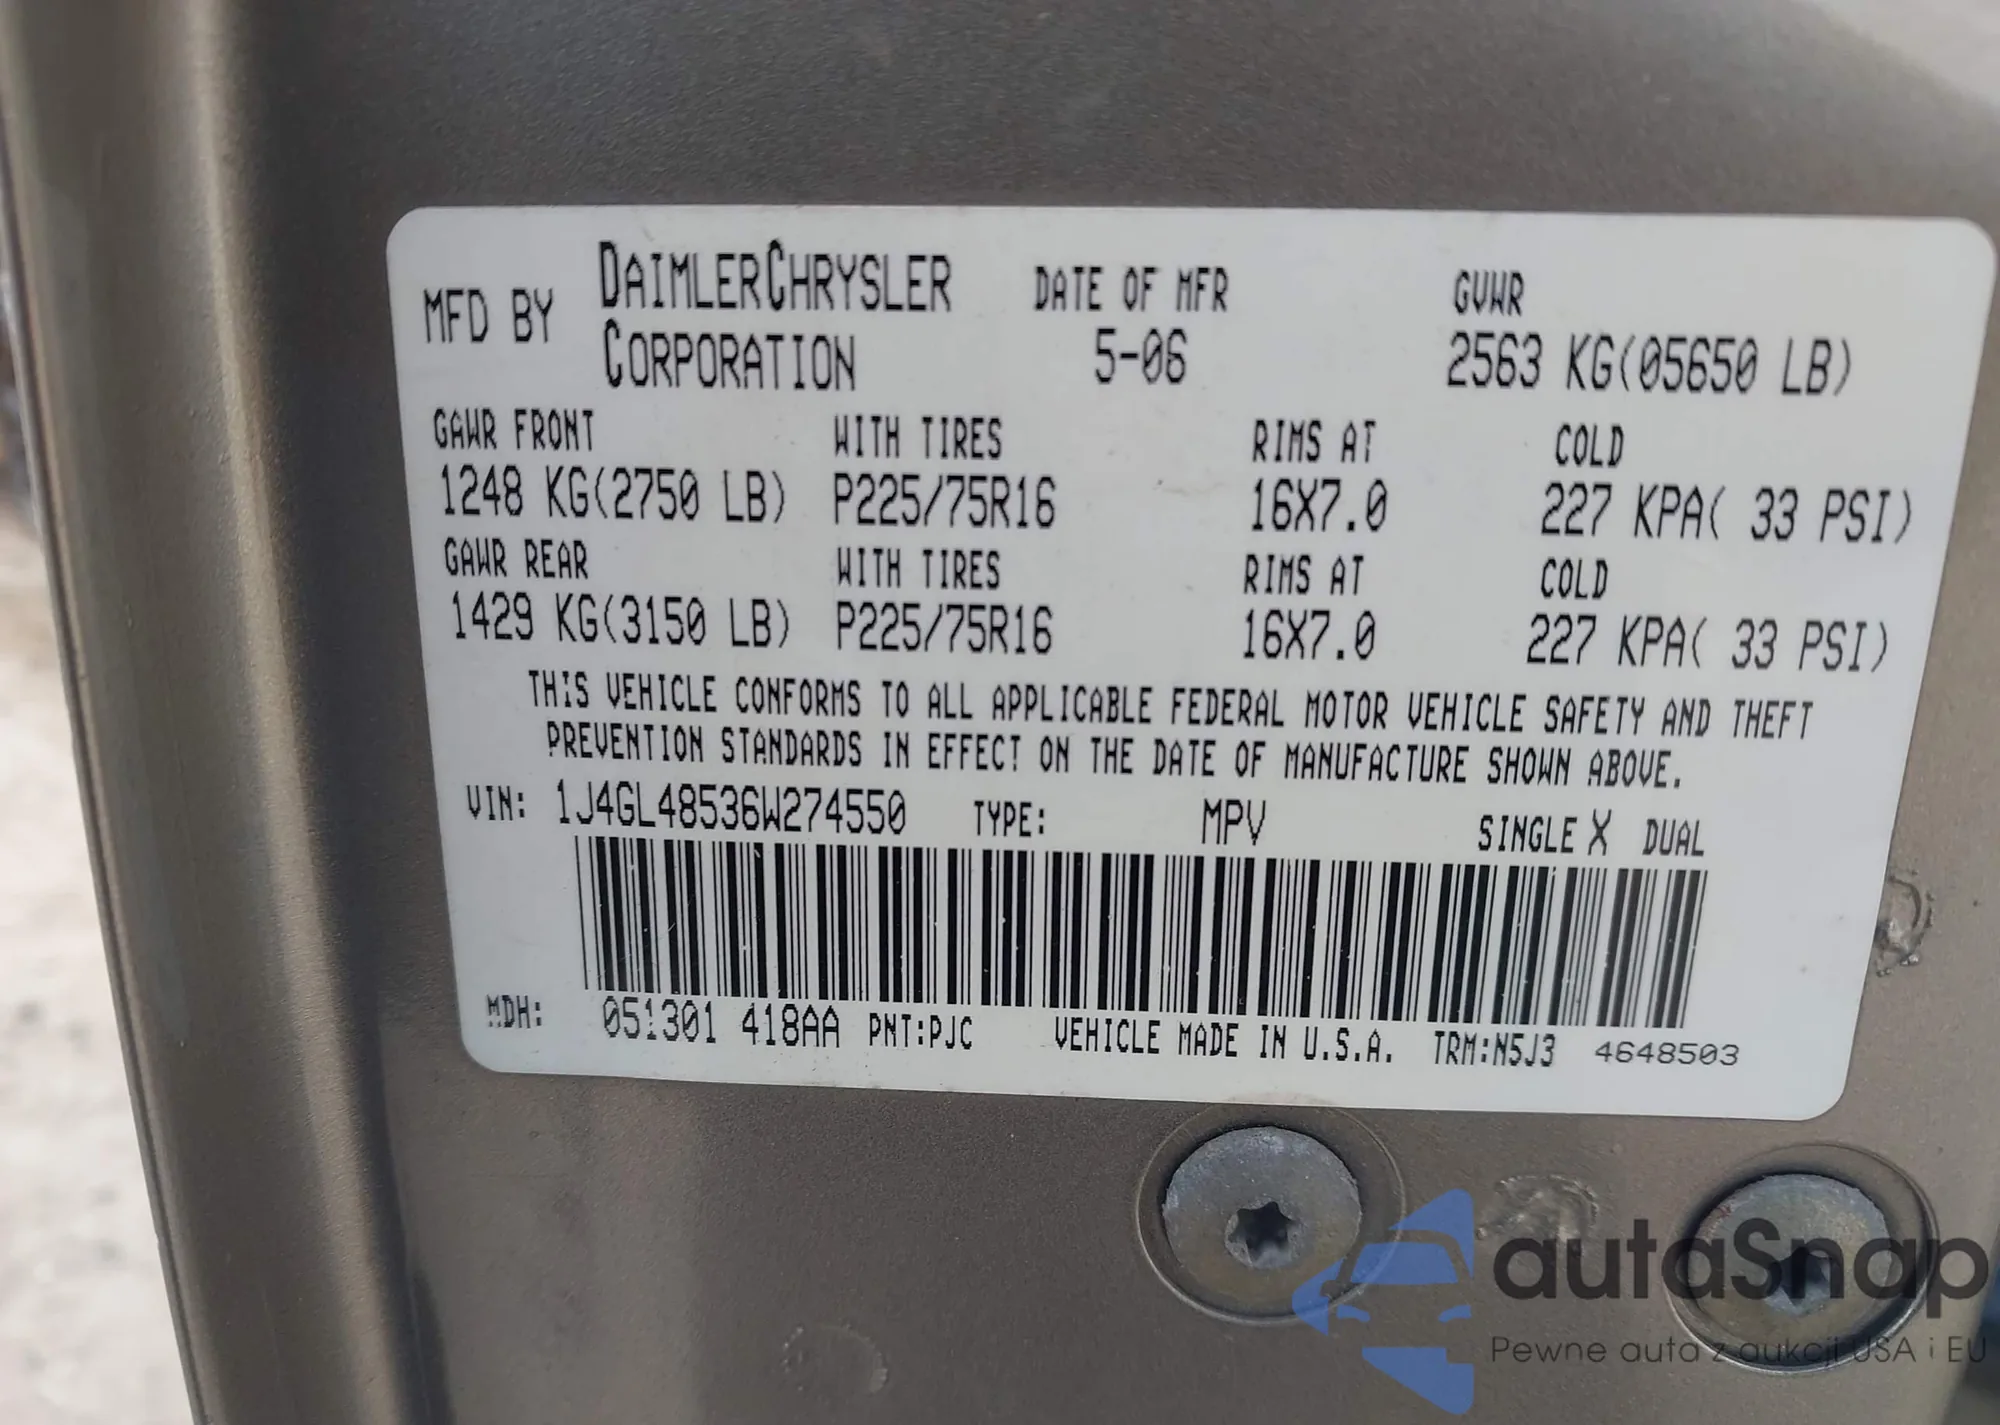 MFD BY DAIMLERCHRYSLER CORPORATION DATE OF MFR 5-06 GVWR 2563 KG(05650 LB)
GAWR FRONT WITH TIRES RIMS AT COLD
1248 KG(2750 LB) P225/75R16 16X7.0 227 KPA( 33 PSI)
GAWR REAR WITH TIRES RIMS AT COLD
1429 KG(3150 LB) P225/75R16 16X7.0 227 KPA( 33 PSI)
THIS VEHICLE CONFORMS TO ALL APPLICABLE FEDERAL MOTOR VEHICLE SAFETY AND THEFT
PREVENTION STANDARDS IN EFFECT ON THE DATE OF MANUFACTURE SHOWN ABOVE.
VIN: 1J4GL48536W274550 TYPE: MPV SINGLE X DUAL
MDH: 051301 418AA PNT:PJC VEHICLE MADE IN U.S.A. TRM:N5J3 4648503
autaSnap
Pewne auta z aukcji USA i EU